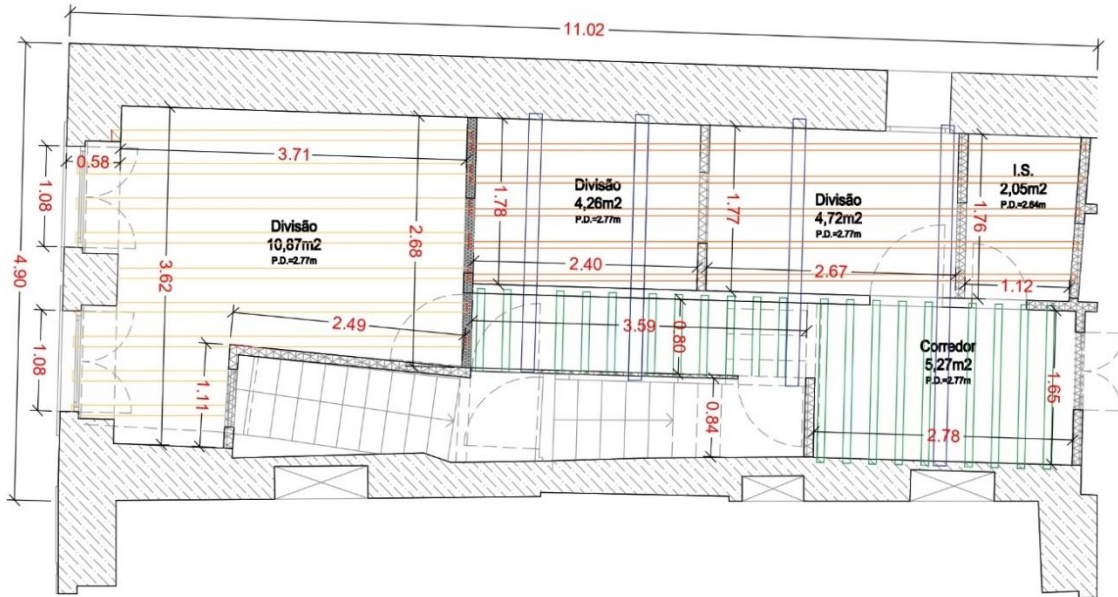 11.02
4.90
0.58
1.08
1.08
3.71
3.62
2.68
Divisão
10,87m2
P.D.=2.77m
2.49
1.11
1.78
Divisão
4,26m2
P.D.=2.77m
2.40
1.77
Divisão
4,72m2
P.D.=2.77m
2.67
1.76
I.S.
2,05m2
P.D.=2.64m
1.12
3.59
0.80
0.84
Corredor
5,27m2
P.D.=2.77m
1.65
2.78